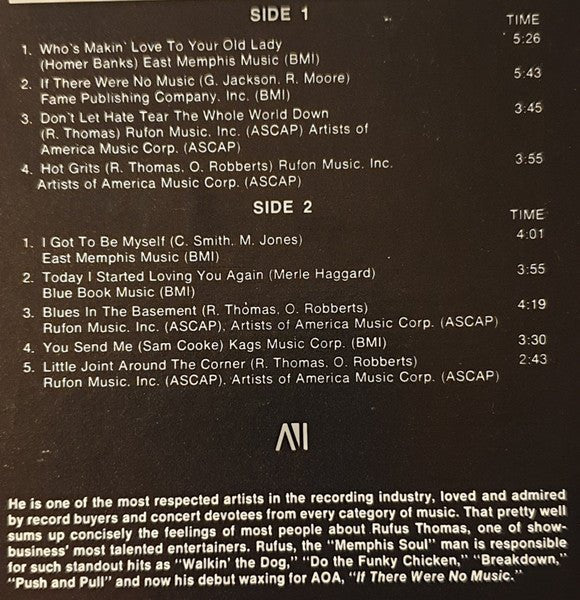 SIDE 1
TIME
1. Who's Makin' Love To Your Old Lady 5:26
(Homer Banks) East Memphis Music (BMI)
2. If There Were No Music (G. Jackson, R. Moore) 5:43
Fame Publishing Company, Inc. (BMI)
3. Don't Let Hate Tear The Whole World Down 3:45
(R. Thomas) Rufon Music, Inc. (ASCAP) Artists of
America Music Corp. (ASCAP)
4. Hot Grits (R. Thomas, O. Robberts) Rufon Music, Inc. 3:55
Artists of America Music Corp. (ASCAP)
SIDE 2
TIME
1. I Got To Be Myself (C. Smith, M. Jones) 4:01
East Memphis Music (BMI)
2. Today I Started Loving You Again (Merle Haggard) 3:55
Blue Book Music (BMI)
3. Blues In The Basement (R. Thomas, O. Robberts) 4:19
Rufon Music, Inc. (ASCAP), Artists of America Music Corp. (ASCAP)
4. You Send Me (Sam Cooke) Kags Music Corp. (BMI) 3:30
5. Little Joint Around The Corner (R. Thomas, O. Robberts) 2:43
Rufon Music, Inc. (ASCAP), Artists of America Music Corp. (ASCAP)
He is one of the most respected artists in the recording industry, loved and admired
by record buyers and concert devotees from every category of music. That pretty well
sums up concisely the feelings of most people about Rufus Thomas, one of show-
business' most talented entertainers. Rufus, the "Memphis Soul" man is responsible
for such standout hits as "Walkin' the Dog," "Do the Funky Chicken," "Breakdown,"
"Push and Pull" and now his debut waxing for AOA, "If There Were No Music."